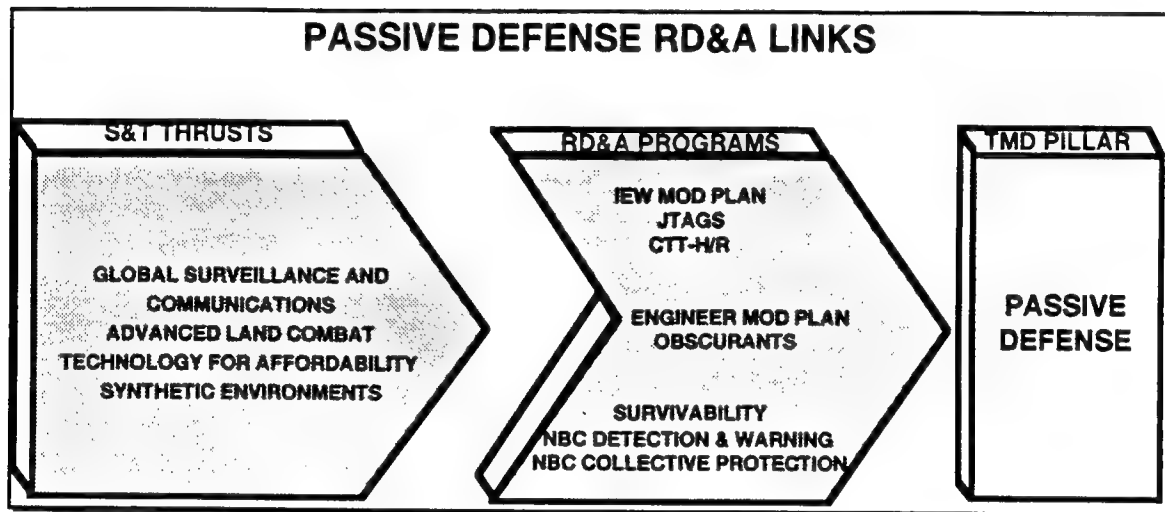 PASSIVE DEFENSE RD&A LINKS
S&T THRUSTS
GLOBAL SURVEILLANCE AND
COMMUNICATIONS
ADVANCED LAND COMBAT
TECHNOLOGY FOR AFFORDABILITY
SYNTHETIC ENVIRONMENTS
RD&A PROGRAMS
IEW MOD PLAN
JTAGS
CTT-H/R
ENGINEER MOD PLAN
OBSCURANTS
SURVIVABILITY
NBC DETECTION & WARNING
NBC COLLECTIVE PROTECTION
TMD PILLAR
PASSIVE
DEFENSE